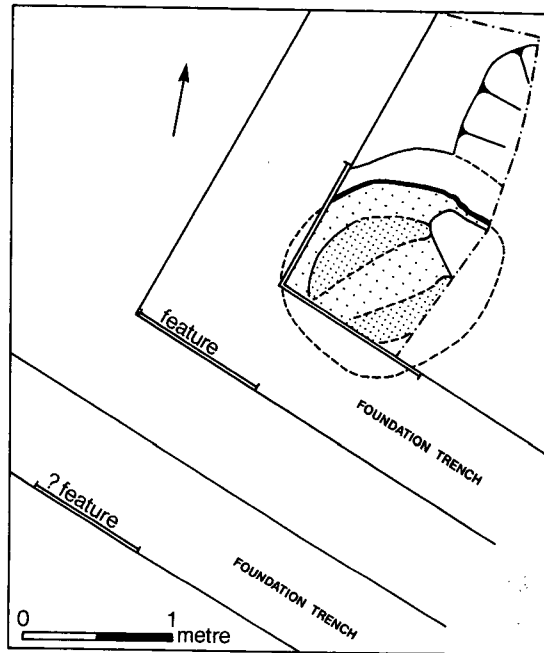 feature
FOUNDATION TRENCH
? feature
FOUNDATION TRENCH
0 1
metre